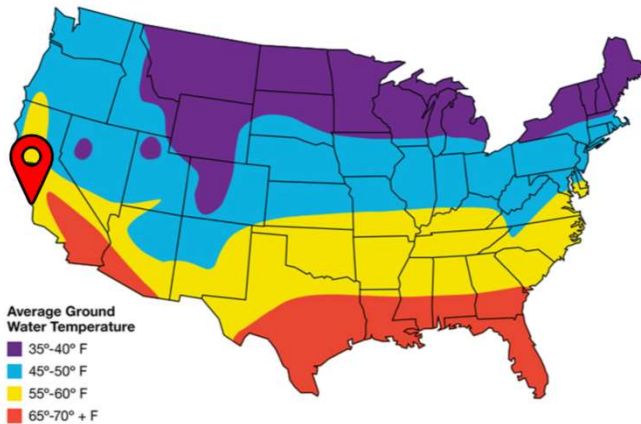 Average Ground
Water Temperature
35º-40º F
45º-50º F
55º-60º F
65º-70º + F